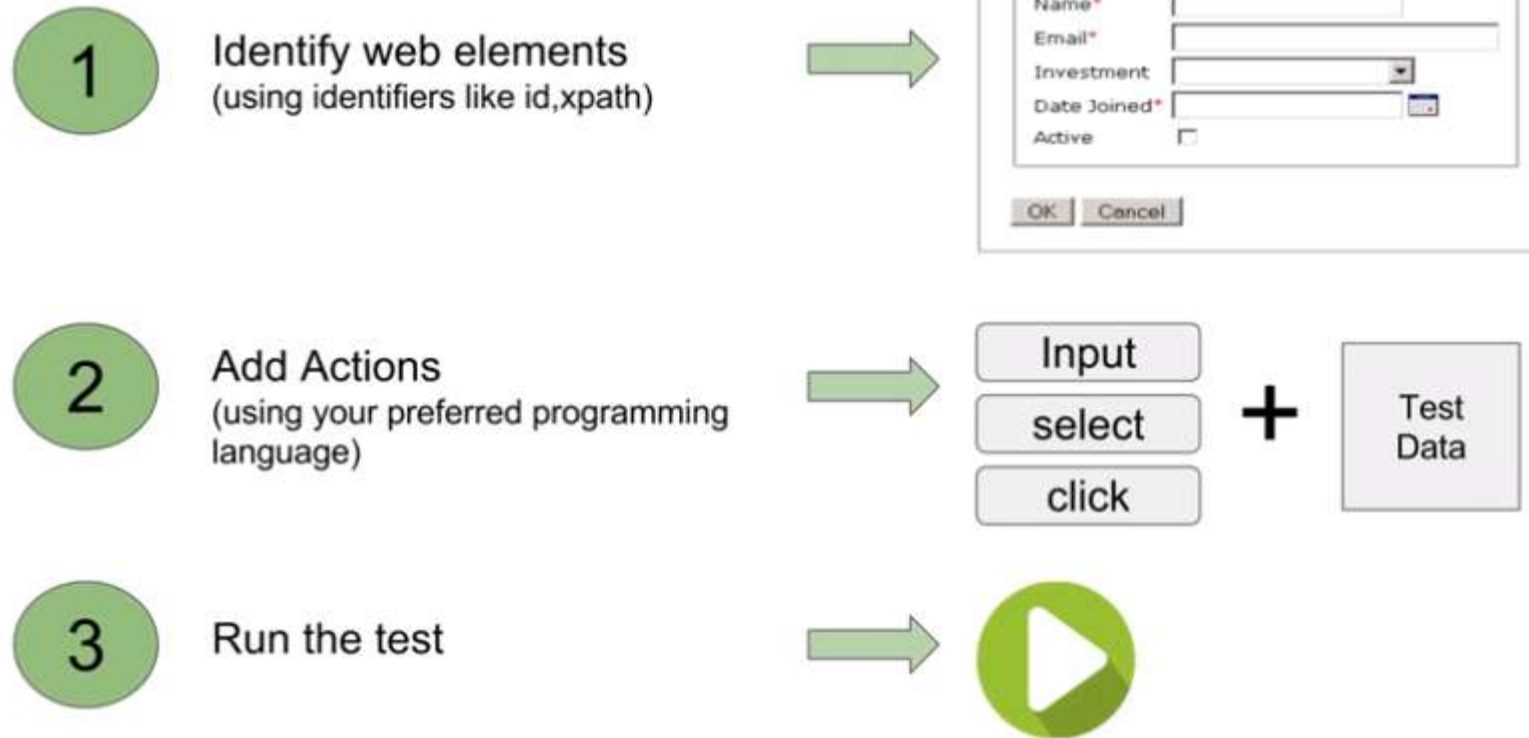 1
Identify web elements
(using identifiers like id,xpath)
Name*
Email*
Investment
Date Joined*
Active
OK Cancel
2
Add Actions
(using your preferred programming
language)
Input
select
click
+
Test
Data
3
Run the test